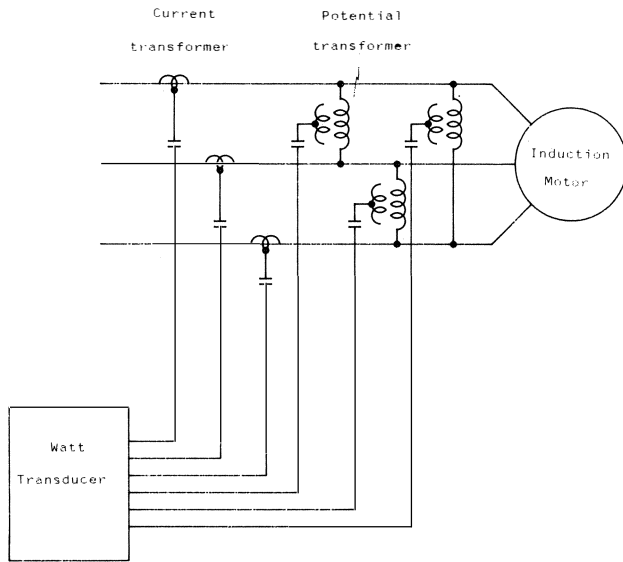 Current
transformer
Potential
transformer
Induction
Motor
Watt
Transducer